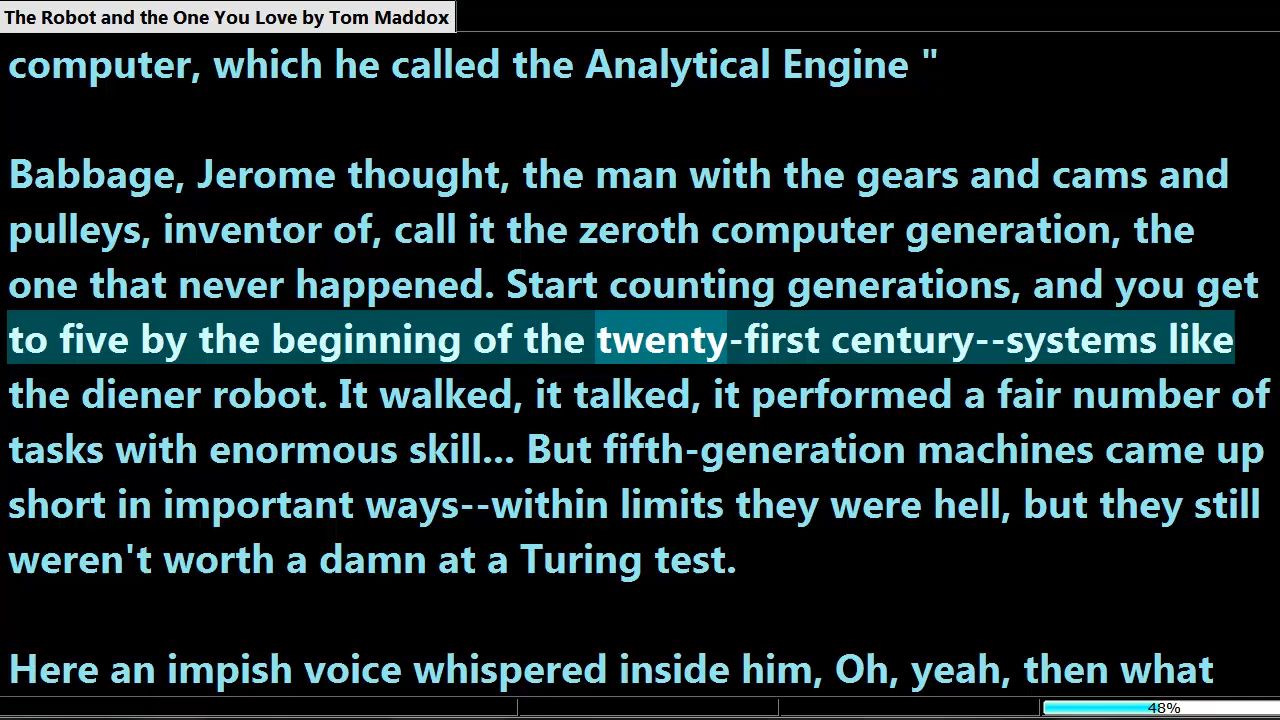 The Robot and the One You Love by Tom Maddox
computer, which he called the Analytical Engine "
Babbage, Jerome thought, the man with the gears and cams and
pulleys, inventor of, call it the zeroth computer generation, the
one that never happened. Start counting generations, and you get
to five by the beginning of the twenty-first century--systems like
the diener robot. It walked, it talked, it performed a fair number of
tasks with enormous skill... But fifth-generation machines came up
short in important ways--within limits they were hell, but they still
weren't worth a damn at a Turing test.
Here an impish voice whispered inside him, Oh, yeah, then what
48%